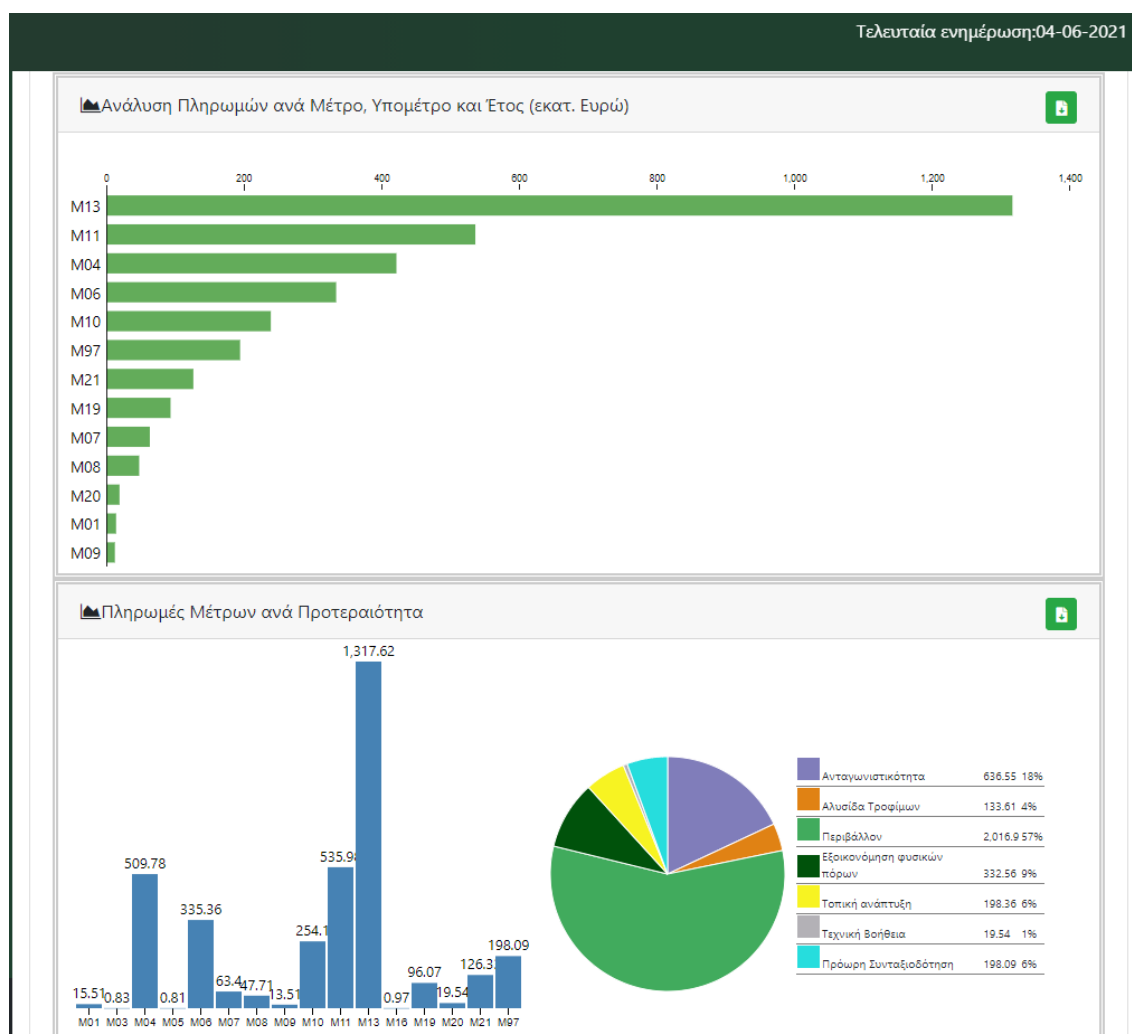 Τελευταία ενημέρωση:04-06-2021
Ανάλυση Πληρωμών ανά Μέτρο, Υπομέτρο και Έτος (εκατ. Ευρώ)
0 200 400 600 800 1,000 1,200 1,400
M13
M11
M04
M06
M10
M97
M21
M19
M07
M08
M20
M01
M09
Πληρωμές Μέτρων ανά Προτεραιότητα
1,317.62
509.78
535.98
335.36
254.1
198.09
126.3
96.07
63.4
47.71
19.54
15.51
0.83
0.81
13.51
0.97
M01 M03 M04 M05 M06 M07 M08 M09 M10 M11 M13 M16 M19 M20 M21 M97
Ανταγωνιστικότητα 636.55 18%
Αλυσίδα Τροφίμων 133.61 4%
Περιβάλλον 2,016.9 57%
Εξοικονόμηση φυσικών
πόρων 332.56 9%
Τοπική ανάπτυξη 198.36 6%
Τεχνική Βοήθεια 19.54 1%
Πρόωρη Συνταξιοδότηση 198.09 6%